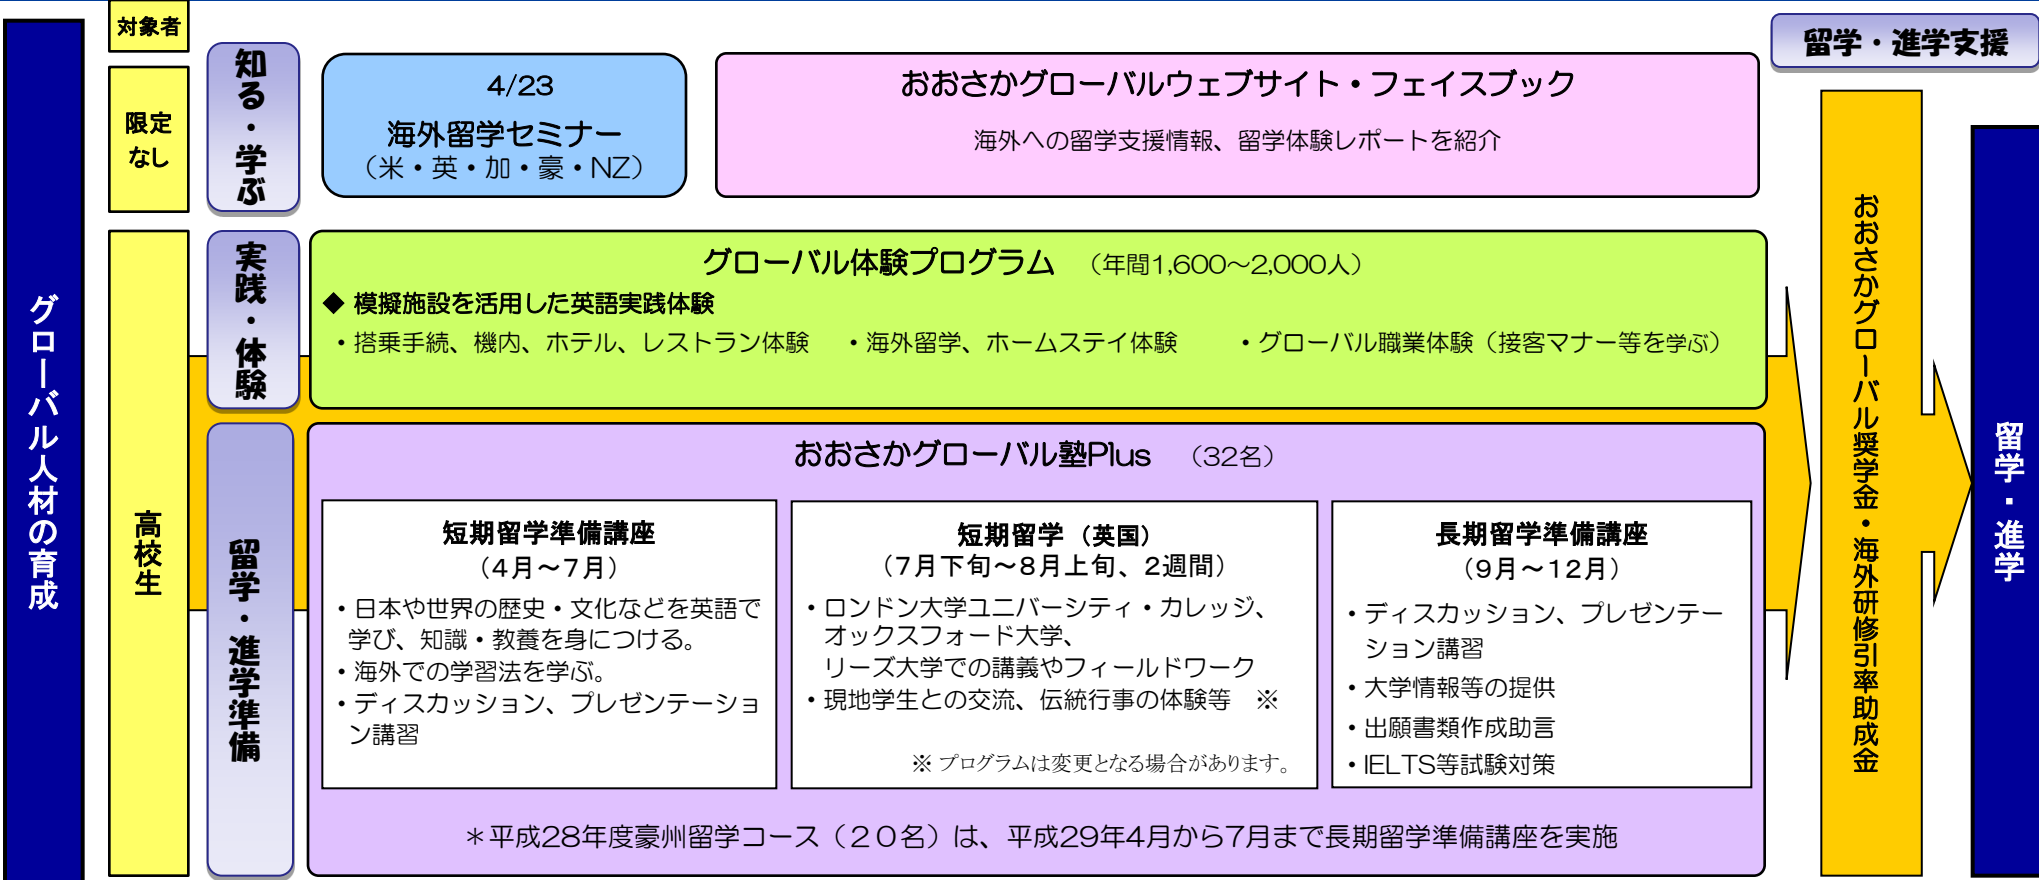 グローバル人材の育成
対象者
限定
なし
高校生
知る・学ぶ
4/23
海外留学セミナー
（米・英・加・豪・NZ）
おおさかグローバルウェブサイト・フェイスブック
海外への留学支援情報、留学体験レポートを紹介
実践・体験
グローバル体験プログラム （年間1,600～2,000人）
◆ 模擬施設を活用した英語実践体験
・搭乗手続、機内、ホテル、レストラン体験 ・海外留学、ホームステイ体験 ・グローバル職業体験（接客マナー等を学ぶ）
留学・進学準備
おおさかグローバル塾Plus （32名）
短期留学準備講座
（4月～7月）
・日本や世界の歴史・文化などを英語で
学び、知識・教養を身につける。
・海外での学習法を学ぶ。
・ディスカッション、プレゼンテーショ
ン講習
短期留学（英国）
（7月下旬～8月上旬、2週間）
・ロンドン大学ユニバーシティ・カレッジ、
オックスフォード大学、
リーズ大学での講義やフィールドワーク
・現地学生との交流、伝統行事の体験等 ※
※ プログラムは変更となる場合があります。
長期留学準備講座
（9月～12月）
・ディスカッション、プレゼンテー
ション講習
・大学情報等の提供
・出願書類作成助言
・IELTS等試験対策
＊平成28年度豪州留学コース（20名）は、平成29年4月から7月まで長期留学準備講座を実施
留学・進学支援
おおさかグローバル奨学金・海外研修引率助成金
留学・進学